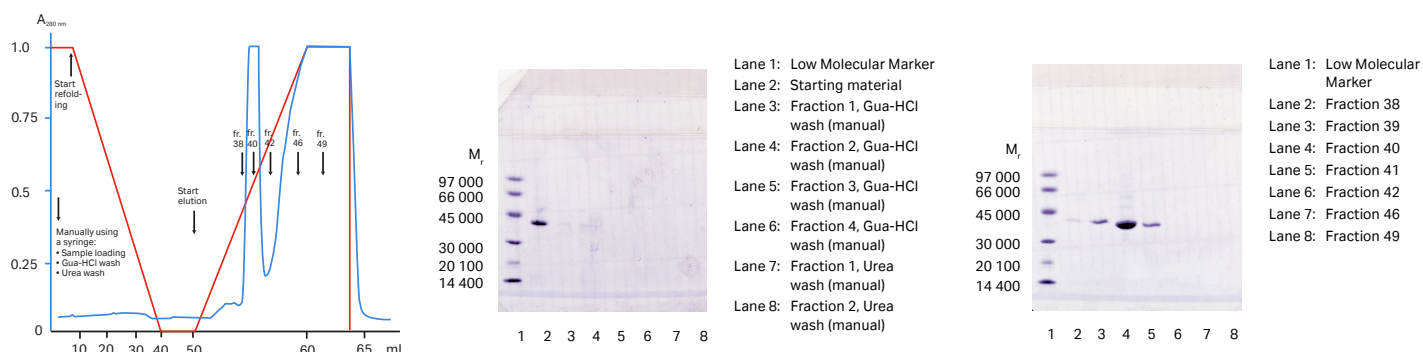 A280 nm
1.0
0.75
0.5
0.25
0
Start
refold-
ing
Manually using
a syringe:
• Sample loading
• Gua-HCl wash
• Urea wash
Start
elution
fr.
38
fr.
40
fr.
42
fr.
46
fr.
49
10 20 30 40 50 60 65 ml
Mr
97 000
66 000
45 000
30 000
20 100
14 400
1 2 3 4 5 6 7 8
Lane 1: Low Molecular Marker
Lane 2: Starting material
Lane 3: Fraction 1, Gua-HCl
wash (manual)
Lane 4: Fraction 2, Gua-HCl
wash (manual)
Lane 5: Fraction 3, Gua-HCl
wash (manual)
Lane 6: Fraction 4, Gua-HCl
wash (manual)
Lane 7: Fraction 1, Urea
wash (manual)
Lane 8: Fraction 2, Urea
wash (manual)
Mr
97 000
66 000
45 000
30 000
20 100
14 400
1 2 3 4 5 6 7 8
Lane 1: Low Molecular
Marker
Lane 2: Fraction 38
Lane 3: Fraction 39
Lane 4: Fraction 40
Lane 5: Fraction 41
Lane 6: Fraction 42
Lane 7: Fraction 46
Lane 8: Fraction 49